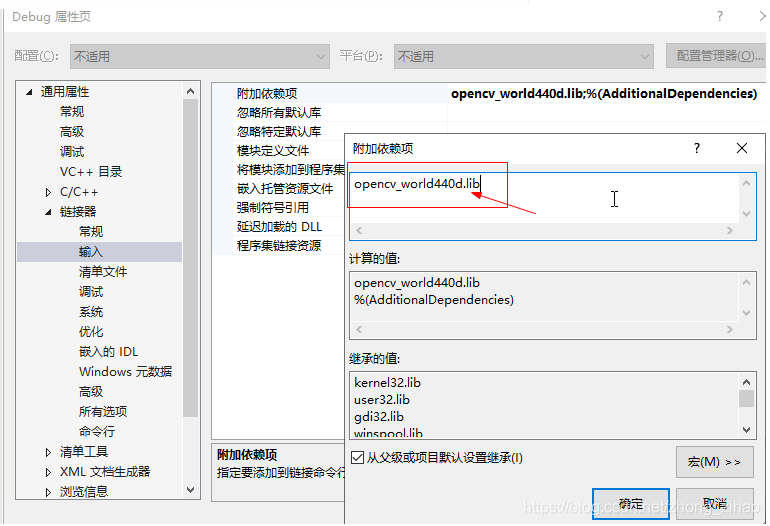 Debug 属性页
?
配置(C):
不适用
平台(P):
不适用
配置管理器(O)...
通用属性
常规
高级
调试
VC++ 目录
C/C++
链接器
常规
输入
清单文件
调试
系统
优化
嵌入的 IDL
Windows 元数据
高级
所有选项
命令行
清单工具
XML 文档生成器
浏览信息
附加依赖项
opencv_world440d.lib;%(AdditionalDependencies)
忽略所有默认库
忽略特定默认库
模块定义文件
将模块添加到程序集
嵌入托管资源文件
强制符号引用
延迟加载的 DLL
程序集链接资源
附加依赖项
指定要添加到链接命令行
附加依赖项
?
opencv_world440d.lib
计算的值:
opencv_world440d.lib
%(AdditionalDependencies)
继承的值:
kernel32.lib
user32.lib
gdi32.lib
winspool.lib
从父级或项目默认设置继承(I)
宏(M) >>
确定
取消